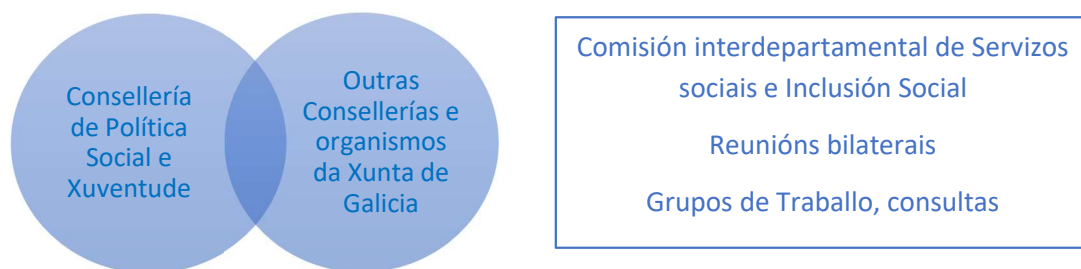 Consellería
de Política
Social e
Xuventude
Outras
Consellerías e
organismos
da Xunta de
Galicia
Comisión interdepartamental de Servizos
sociais e Inclusión Social
Reunións bilaterais
Grupos de Traballo, consultas